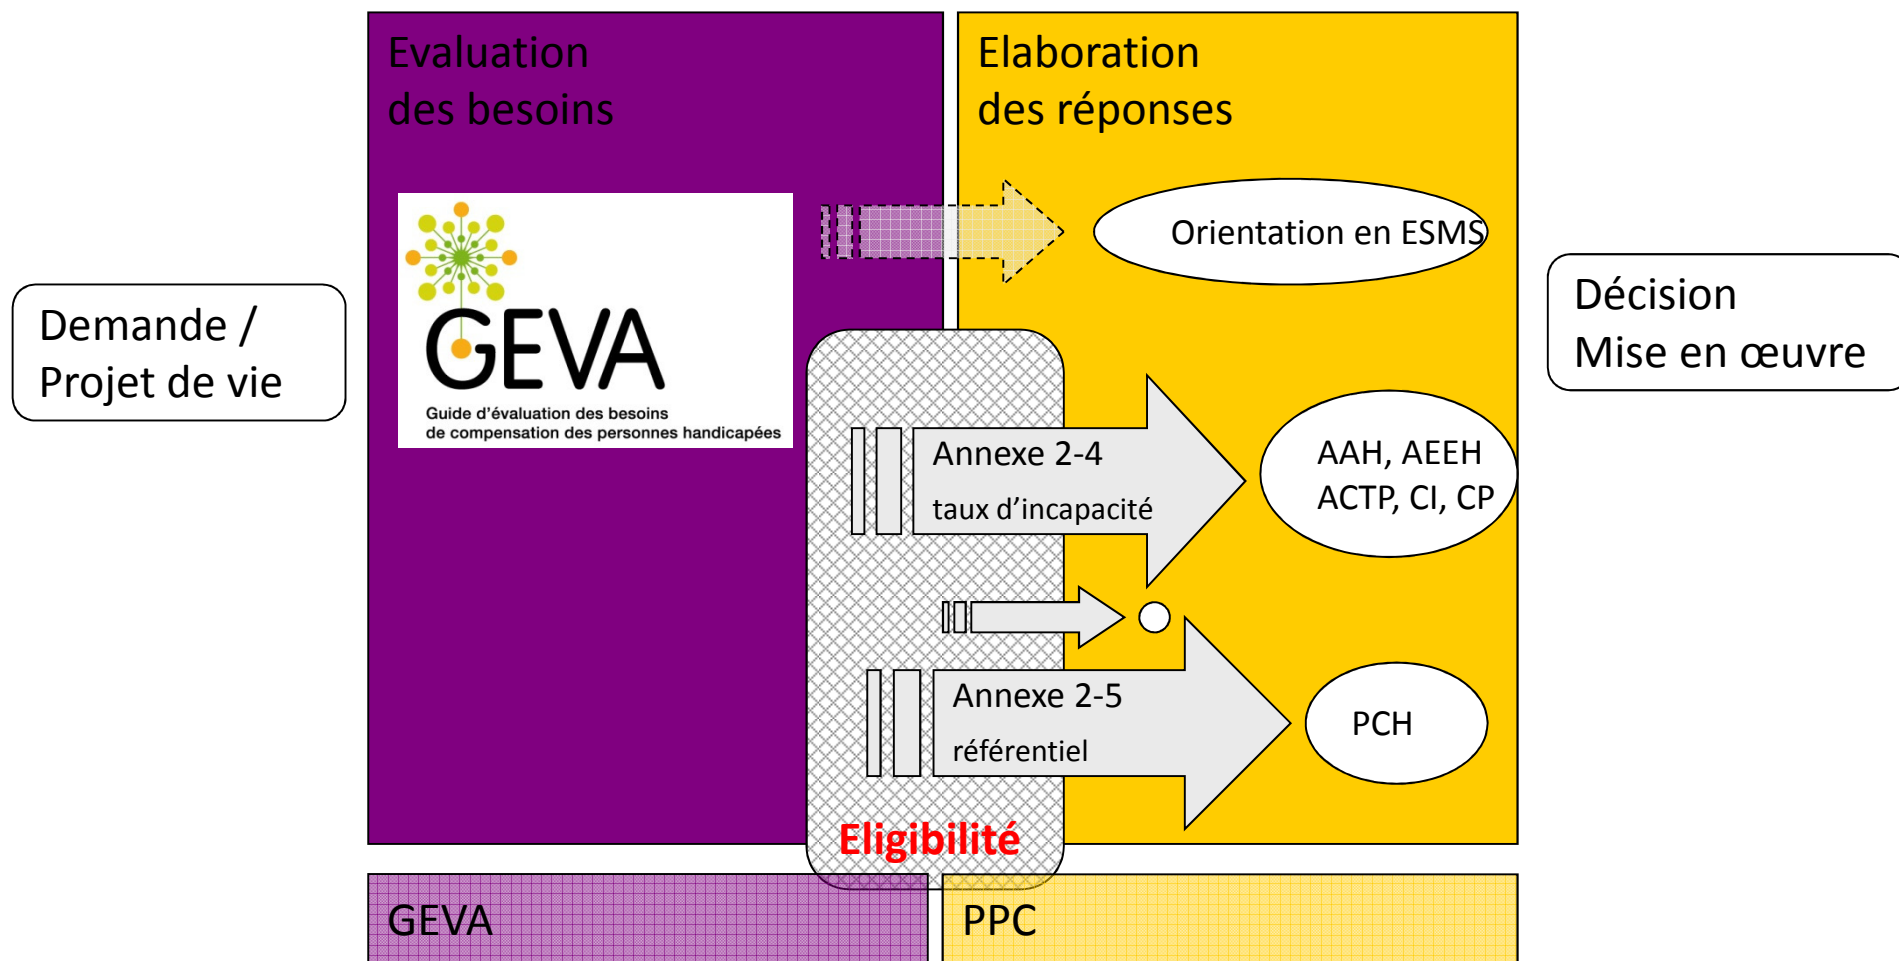 Demande /
Projet de vie
Evaluation
des besoins
GEVA
Guide d'évaluation des besoins
de compensation des personnes handicapées
Elaboration
des réponses
Orientation en ESMS
Annexe 2-4
taux d'incapacité
AAH, AEEH
ACTP, CI, CP
Annexe 2-5
référentiel
PCH
Eligibilité
Décision
Mise en œuvre
GEVA
PPC